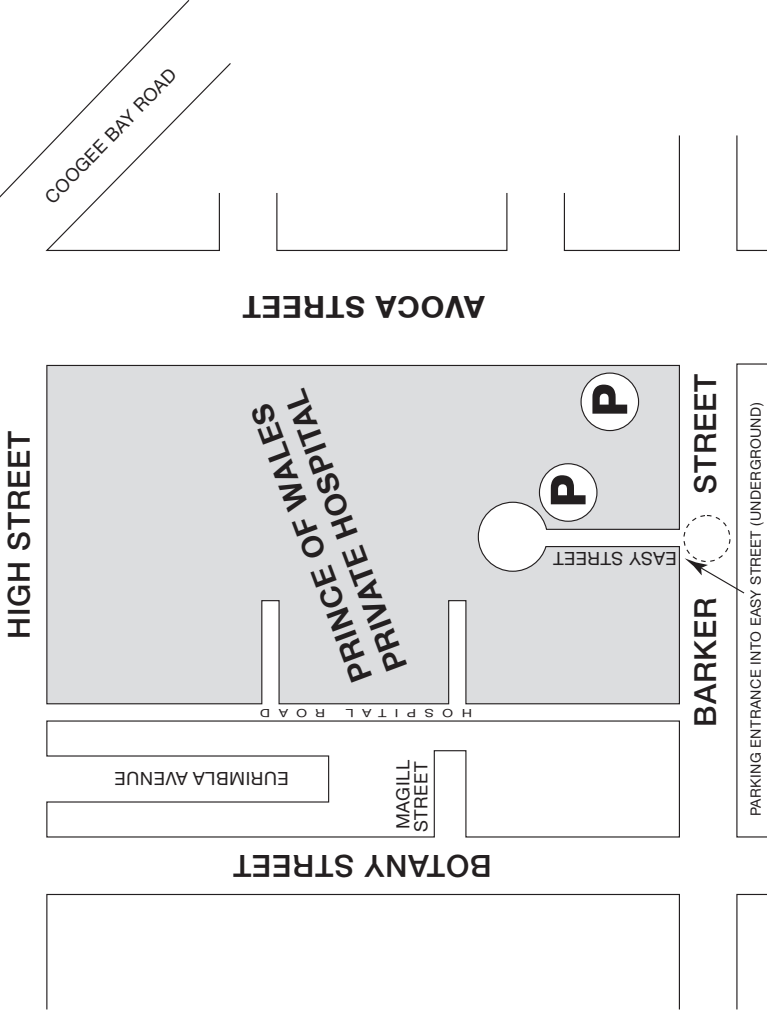 COOGEE BAY ROAD
AVOCA STREET
HIGH STREET
PRINCE OF WALES
PRIVATE HOSPITAL
P
P
EASY STREET
BARKER STREET
PARKING ENTRANCE INTO EASY STREET (UNDERGROUND)
HOSPITAL ROAD
EURIMBLA AVENUE
MAGILL
STREET
BOTANY STREET